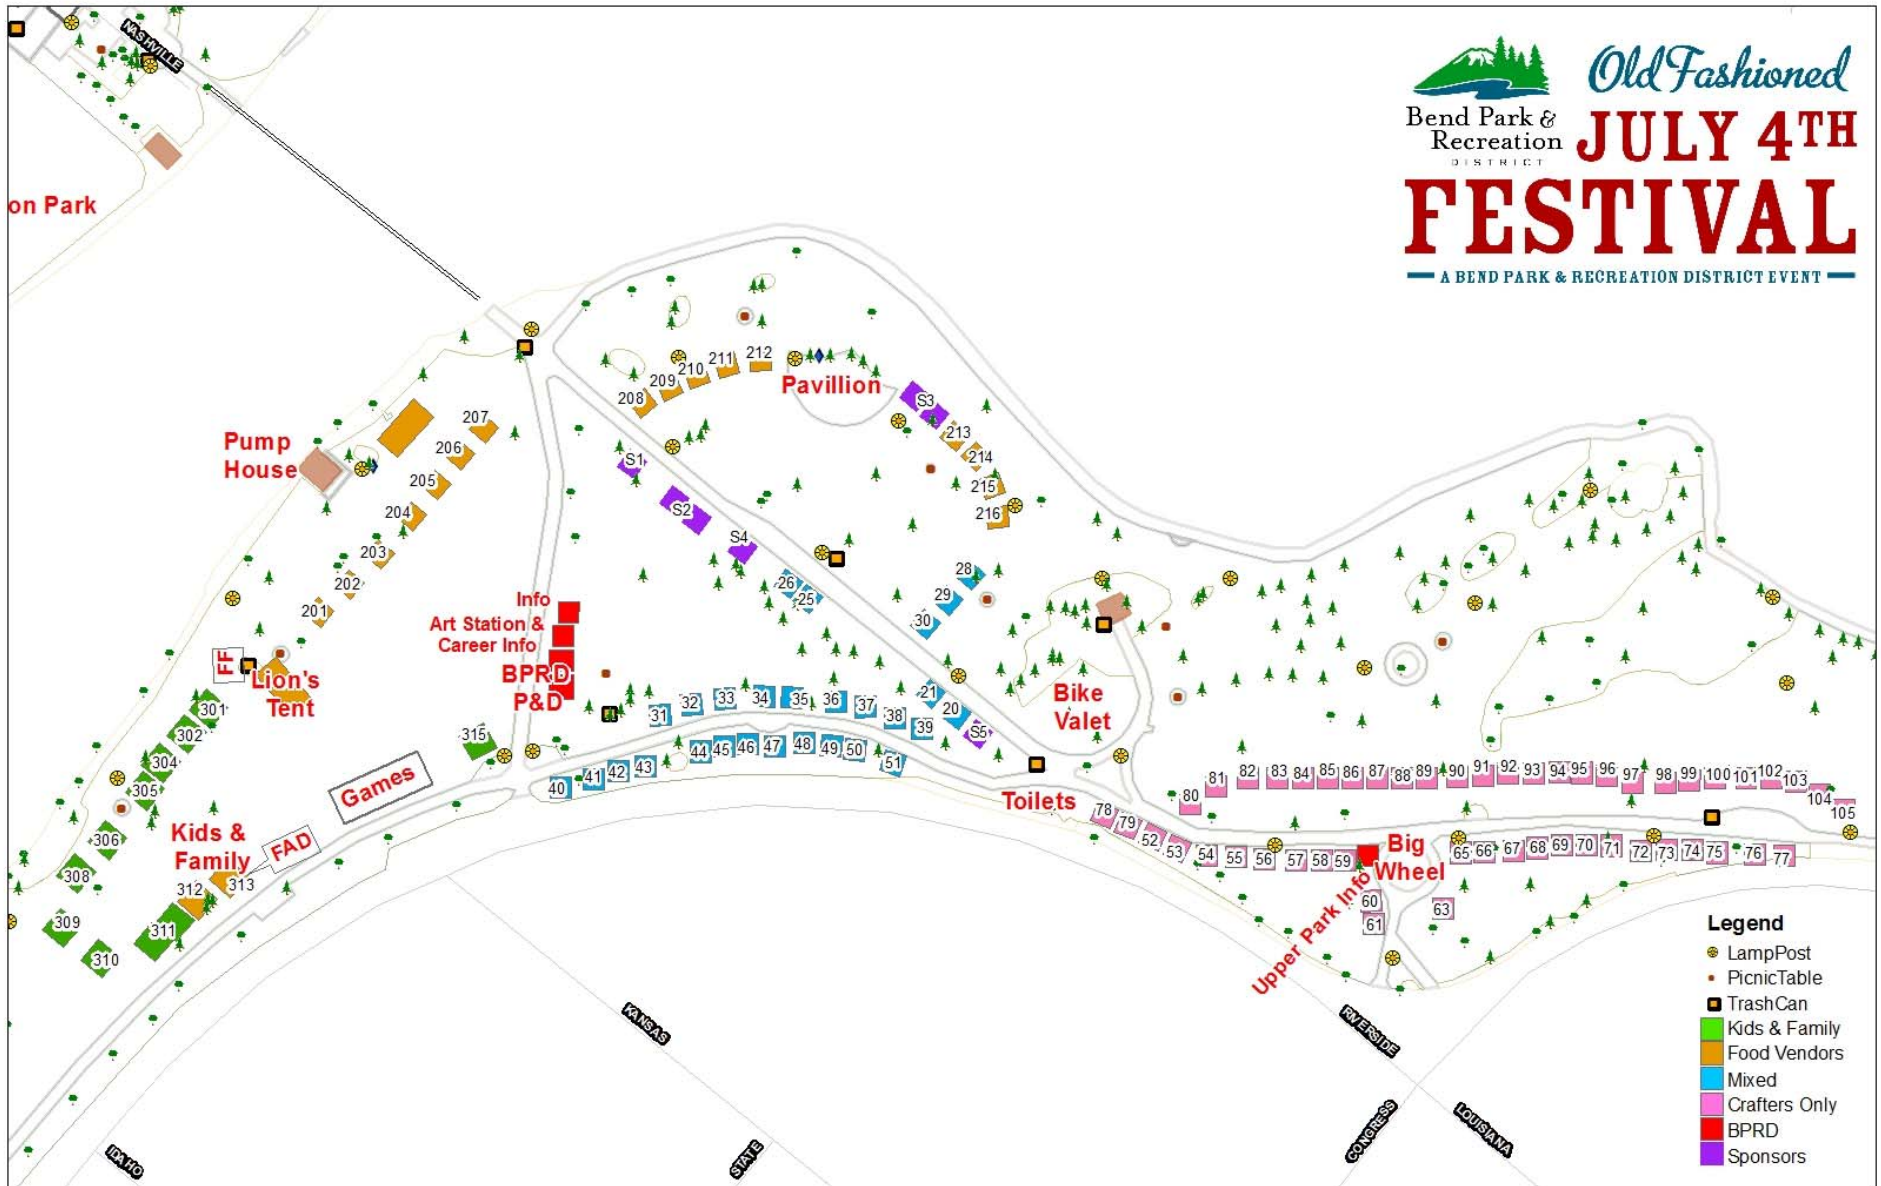 NASHVILLE
on Park
Bend Park &
Recreation
DISTRICT
Old Fashioned
JULY 4TH
FESTIVAL
A BEND PARK & RECREATION DISTRICT EVENT
Pump
House
207
206
205
204
203
202
201
208
209
210
211
212
Pavillion
S3
213
214
215
216
S1
S2
S4
26
25
28
29
30
21
20
S5
Info
Art Station &
Career Info
BPRD
P&D
FF
Lion's
Tent
301
302
304
305
306
308
309
310
311
312
313
315
Kids &
Family
FAD
Games
31
32
33
34
35
36
37
38
39
40
41
42
43
44
45
46
47
48
49
50
51
Bike
Valet
Toilets
78
79
52
53
54
55
56
57
58
59
60
61
63
80
81
82
83
84
85
86
87
88
89
90
91
92
93
94
95
96
97
98
99
100
101
102
103
104
105
Big
Wheel
Upper Park Info
65
66
67
68
69
70
71
72
73
74
75
76
77
IDAHO
KANSAS
STATE
RIVERSIDE
CONGRESS
LOUISIANA
Legend
LampPost
PicnicTable
TrashCan
Kids & Family
Food Vendors
Mixed
Crafters Only
BPRD
Sponsors